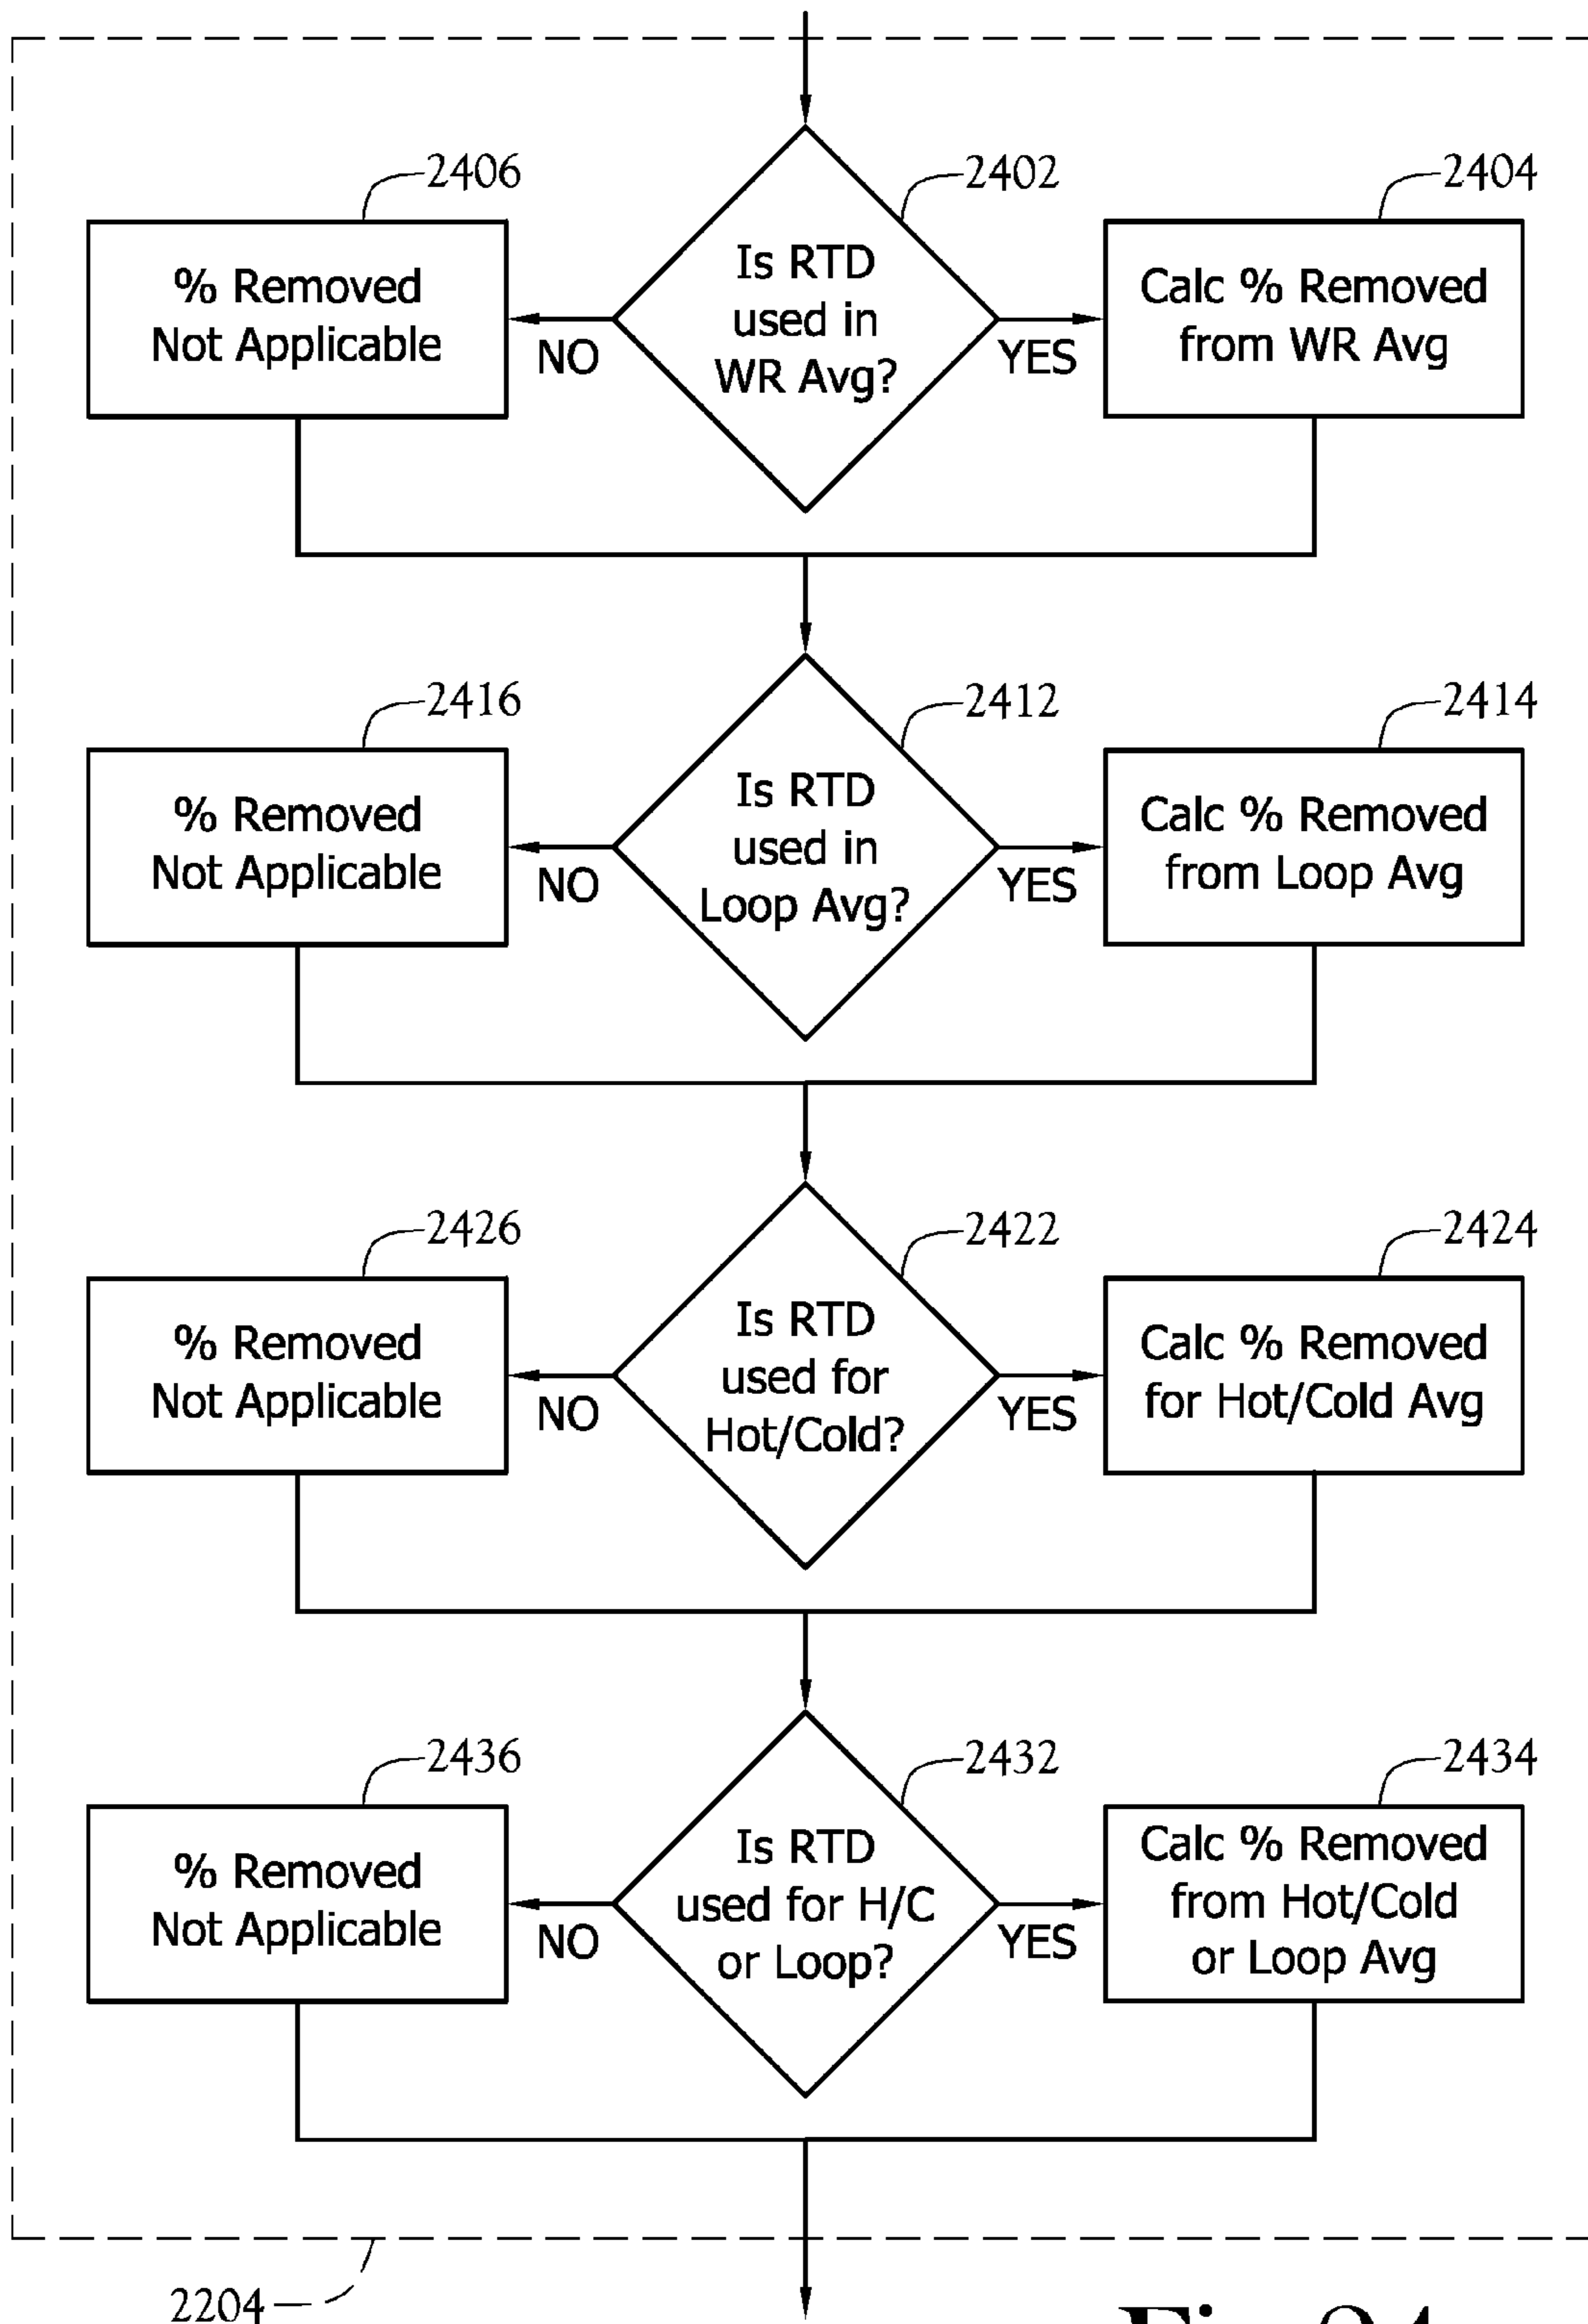 2406
2402
2404
% Removed
Not Applicable
NO
Is RTD
used in
WR Avg?
YES
Calc % Removed
from WR Avg
2416
2412
2414
% Removed
Not Applicable
NO
Is RTD
used in
Loop Avg?
YES
Calc % Removed
from Loop Avg
2426
2422
2424
% Removed
Not Applicable
NO
Is RTD
used for
Hot/Cold?
YES
Calc % Removed
for Hot/Cold Avg
2436
2432
2434
% Removed
Not Applicable
NO
Is RTD
used for H/C
or Loop?
YES
Calc % Removed
from Hot/Cold
or Loop Avg
2204